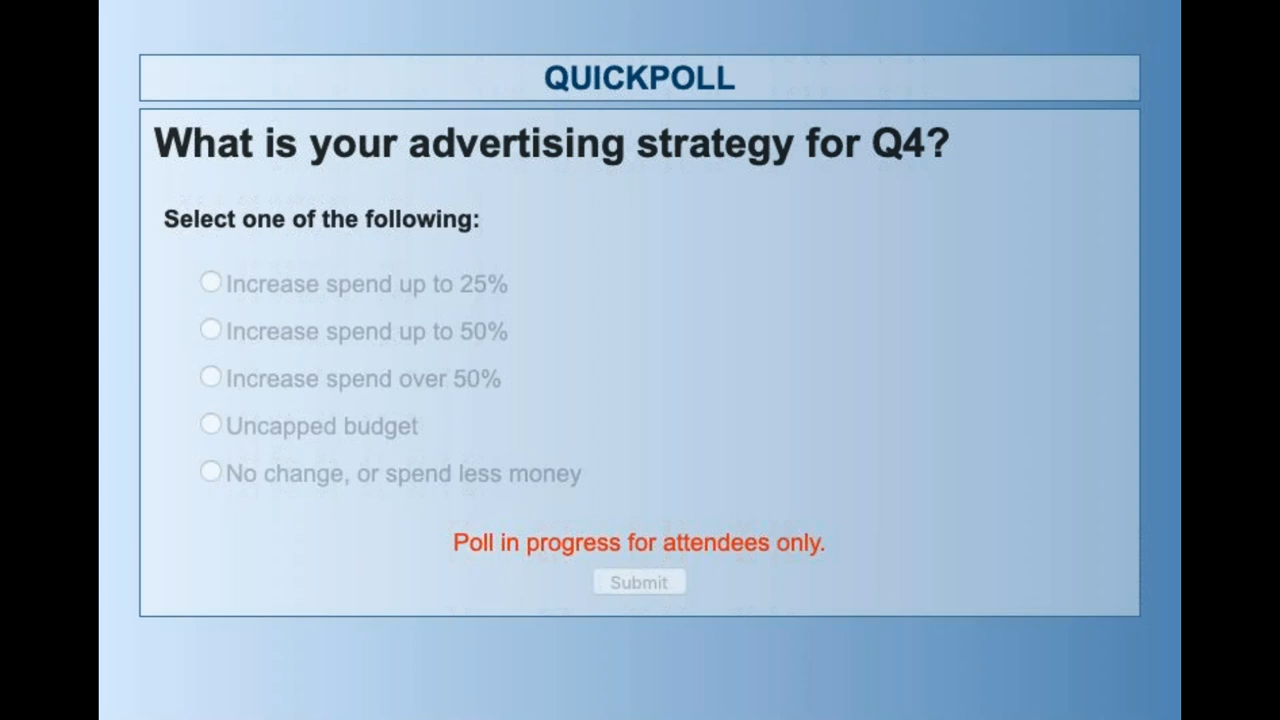 QUICKPOLL
What is your advertising strategy for Q4?
Select one of the following:
Increase spend up to 25%
Increase spend up to 50%
Increase spend over 50%
Uncapped budget
No change, or spend less money
Poll in progress for attendees only.
Submit